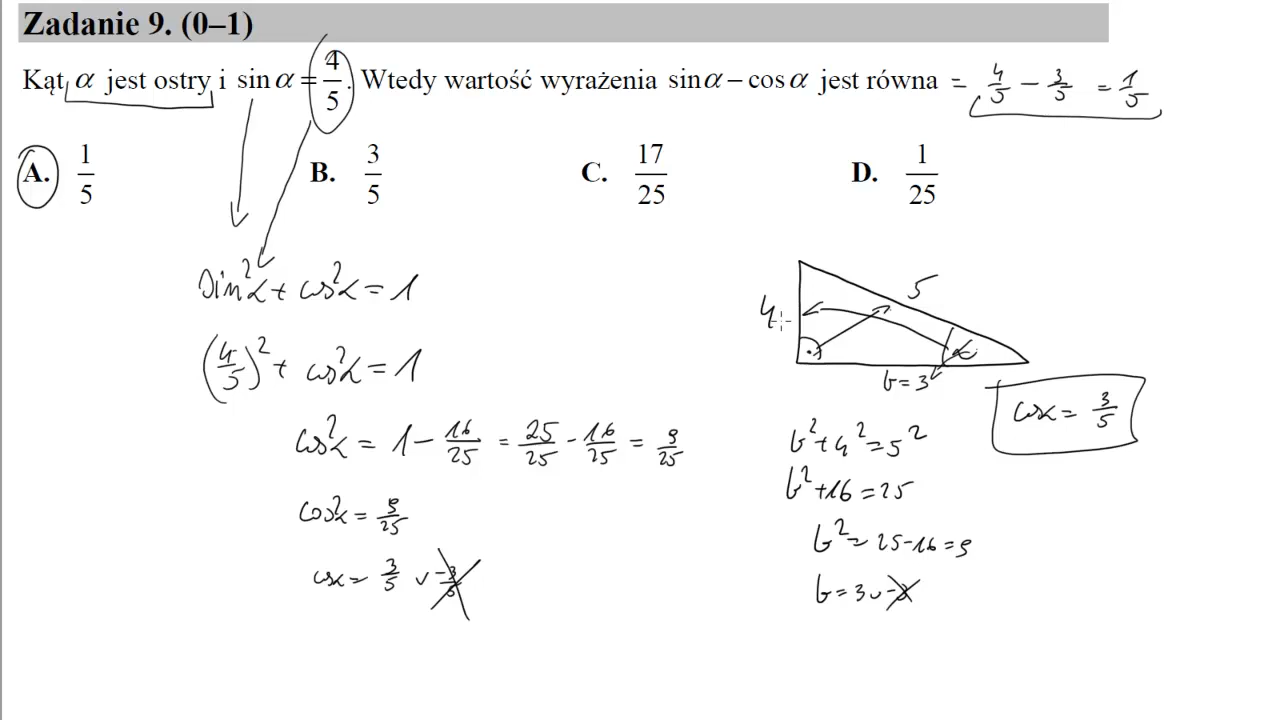 Zadanie 9. (0–1)
Kąt α jest ostry i sin α = 4/5. Wtedy wartość wyrażenia sin α − cos α jest równa = 4/5 − 3/5 = 1/5
A. 1/5 B. 3/5 C. 17/25 D. 1/25
sin²α + cos²α = 1
(4/5)² + cos²α = 1
cos²α = 1 − 16/25 = 25/25 − 16/25 = 9/25
cos²α = 9/25
cosα = 3/5 ∨ −3/5
5
4
α
b = 3
cosα = 3/5
b² + 4² = 5²
b² + 16 = 25
b² = 25 − 16 = 9
b = 3 ∨ −3